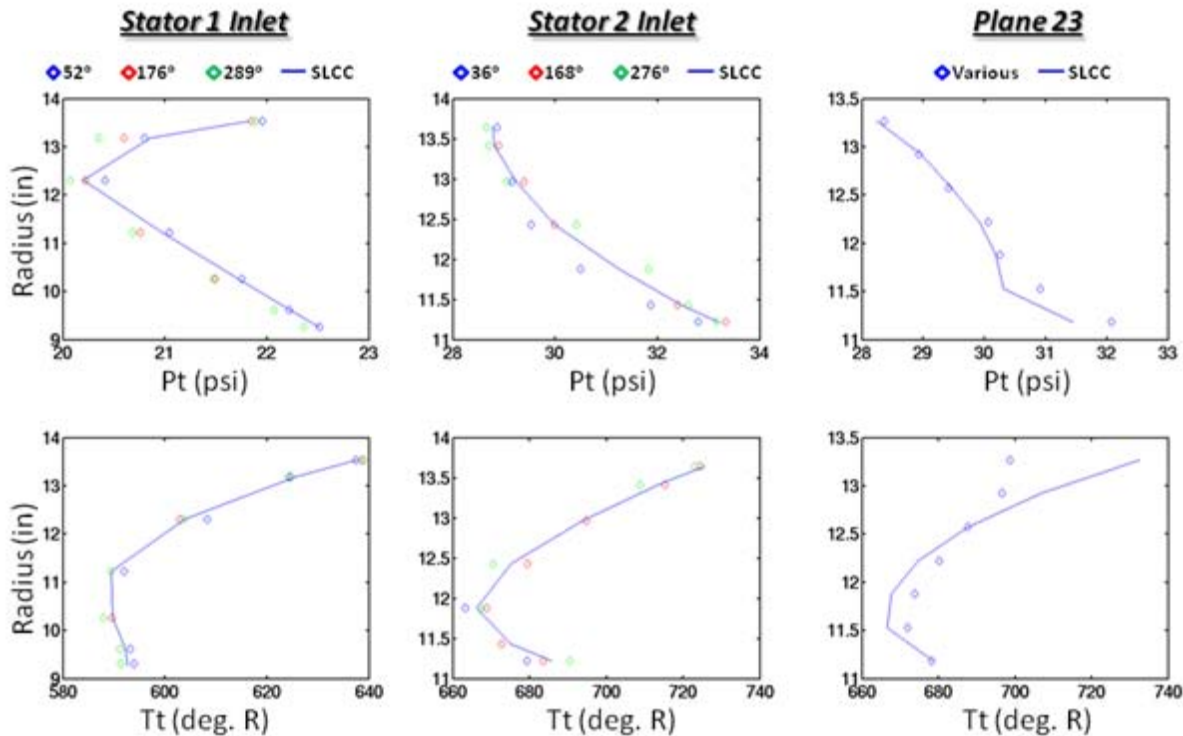 Stator 1 Inlet
Stator 2 Inlet
Plane 23
52° 176° 289° SLCC
36° 168° 276° SLCC
Various SLCC
Radius (in)
14
13
12
11
10
9
20 21 22 23
Pt (psi)
14
13.5
13
12.5
12
11.5
11
28 30 32 34
Pt (psi)
13.5
13
12.5
12
11.5
11
28 29 30 31 32 33
Pt (psi)
Radius (in)
14
13
12
11
10
9
580 600 620 640
Tt (deg. R)
14
13.5
13
12.5
12
11.5
11
660 680 700 720 740
Tt (deg. R)
13.5
13
12.5
12
11.5
11
660 680 700 720 740
Tt (deg. R)